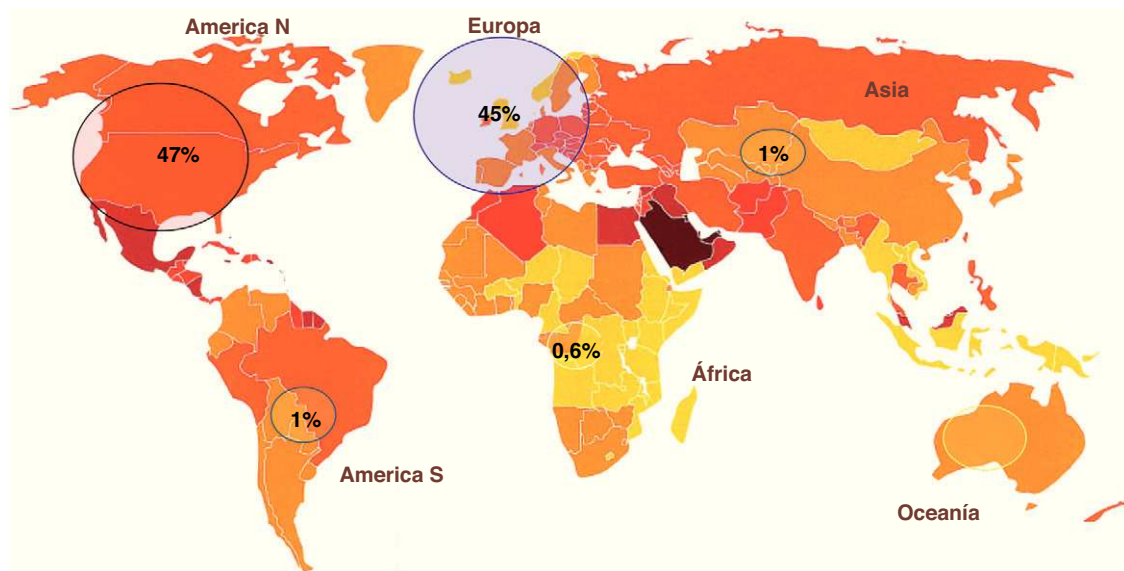 America N
Europa
Asia
45%
47%
1%
0,6%
África
1%
America S
Oceanía